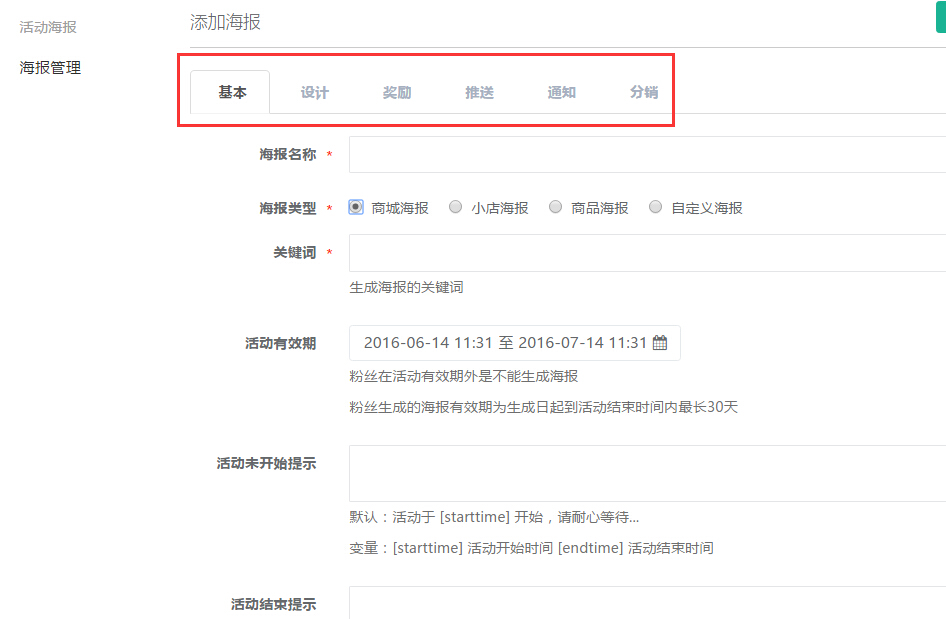 活动海报
海报管理
添加海报
基本 设计 奖励 推送 通知 分销
海报名称 *
海报类型 * 商城海报 小店海报 商品海报 自定义海报
关键词 *
生成海报的关键词
活动有效期 2016-06-14 11:31 至 2016-07-14 11:31
粉丝在活动有效期外是不能生成海报
粉丝生成的海报有效期为生成日起到活动结束时间内最长30天
活动未开始提示
默认：活动于 [starttime] 开始，请耐心等待...
变量：[starttime] 活动开始时间 [endtime] 活动结束时间
活动结束提示